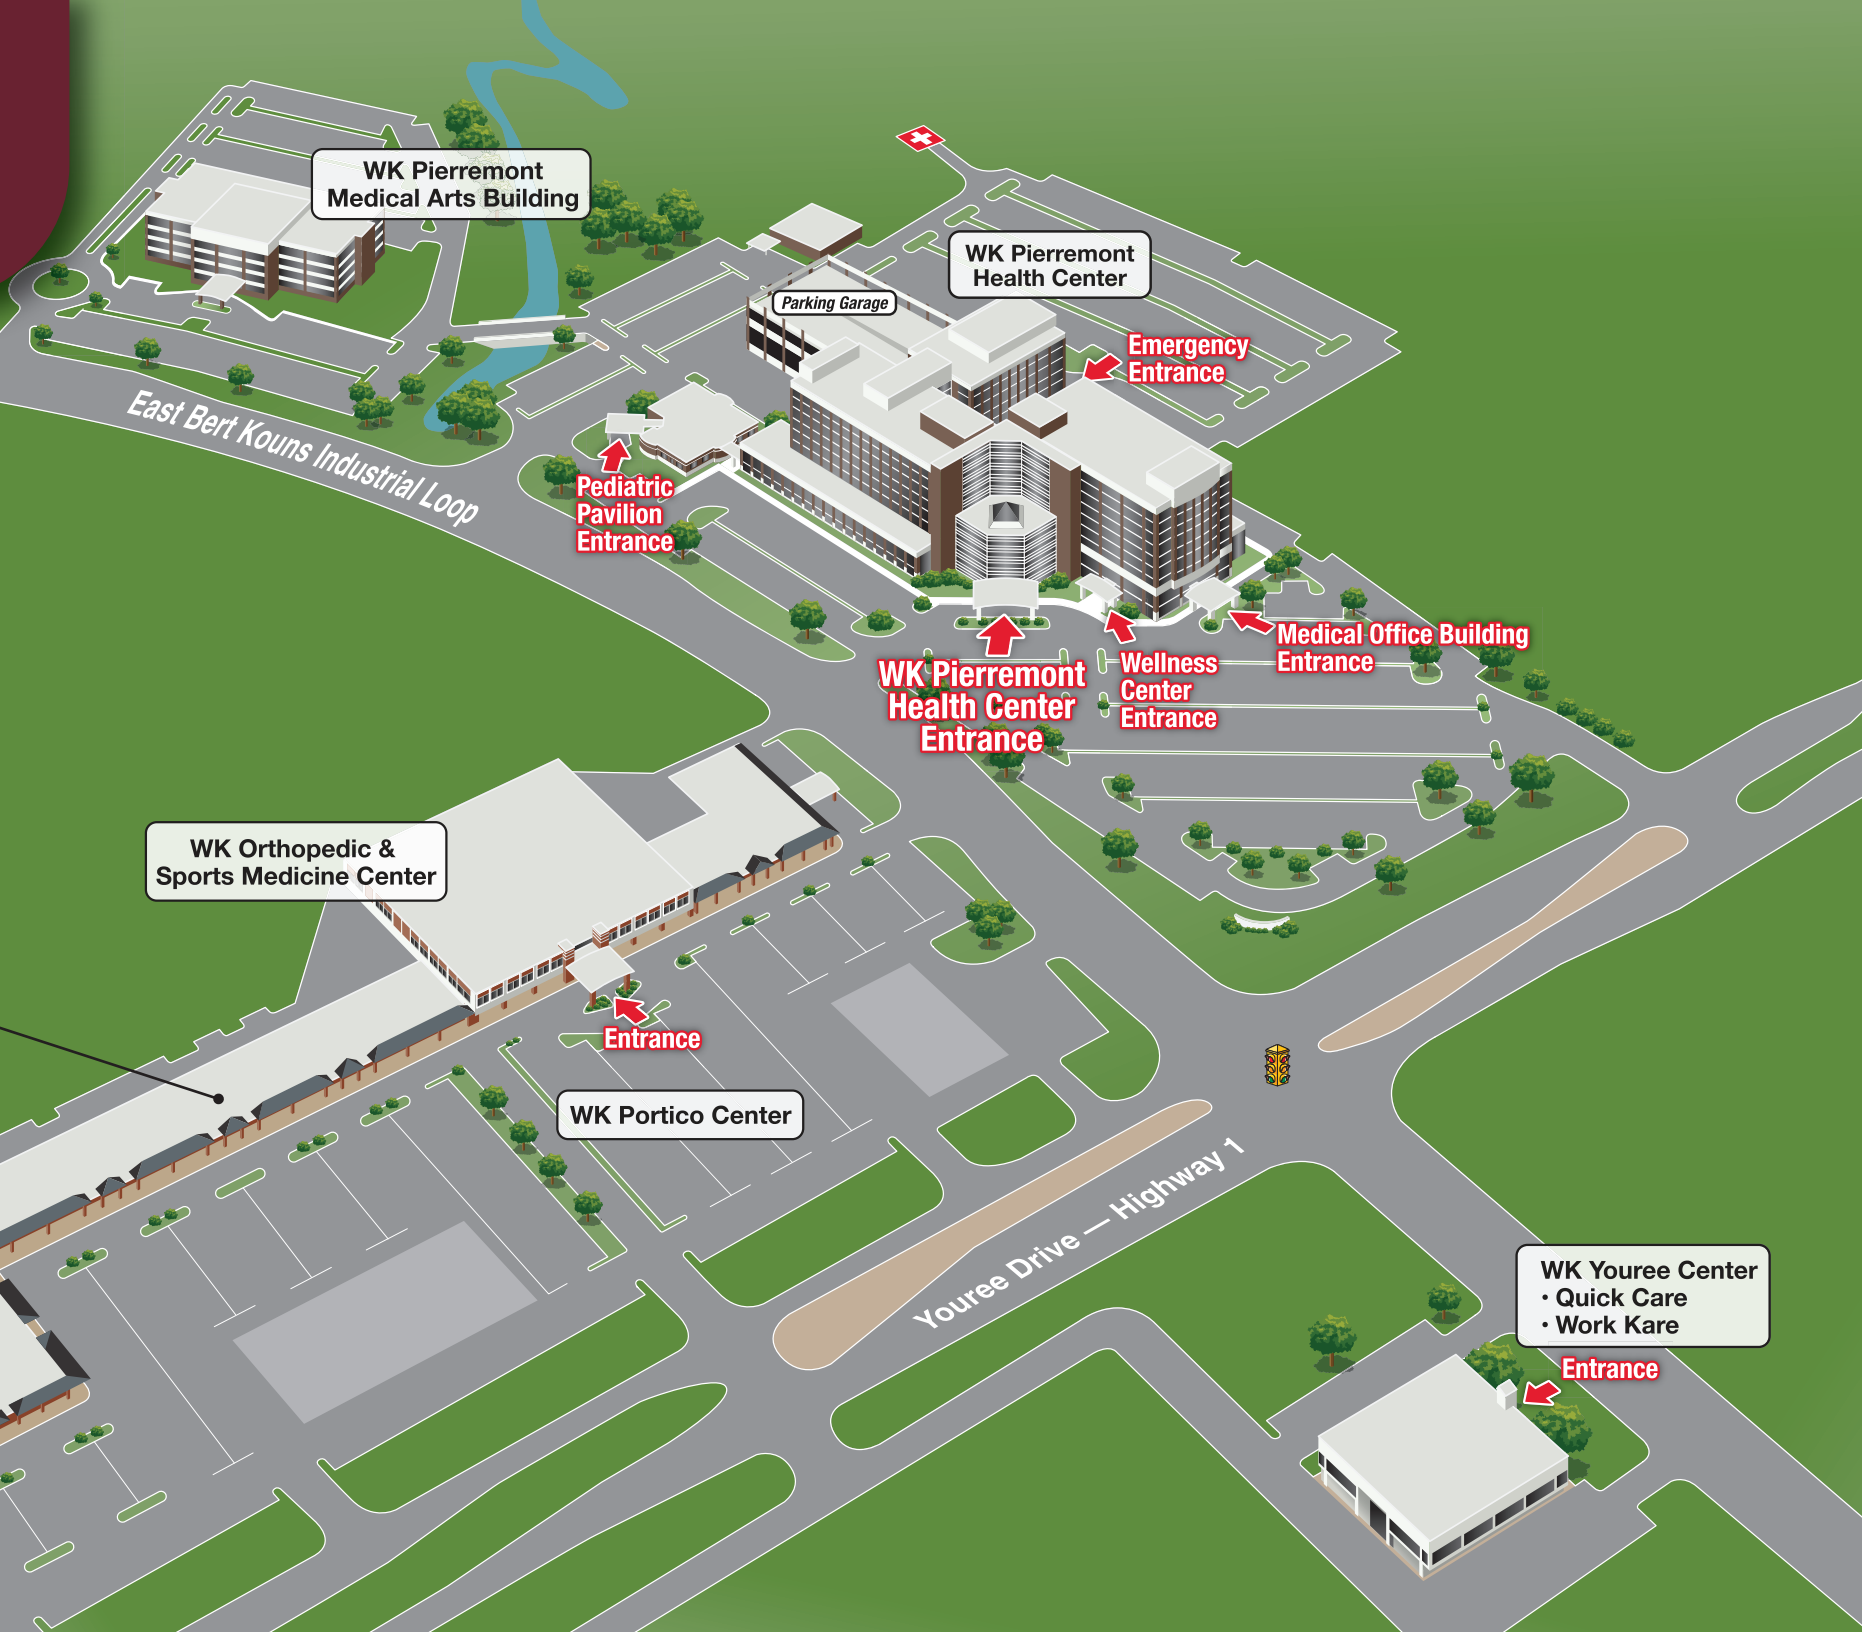 WK Pierremont
Medical Arts Building
WK Pierremont
Health Center
Parking Garage
Emergency
Entrance
East Bert Kouns Industrial Loop
Pediatric
Pavilion
Entrance
Medical Office Building
Entrance
WK Pierremont
Health Center
Entrance
Wellness
Center
Entrance
WK Orthopedic &
Sports Medicine Center
Entrance
WK Portico Center
Youree Drive — Highway 1
WK Youree Center
• Quick Care
• Work Kare
Entrance